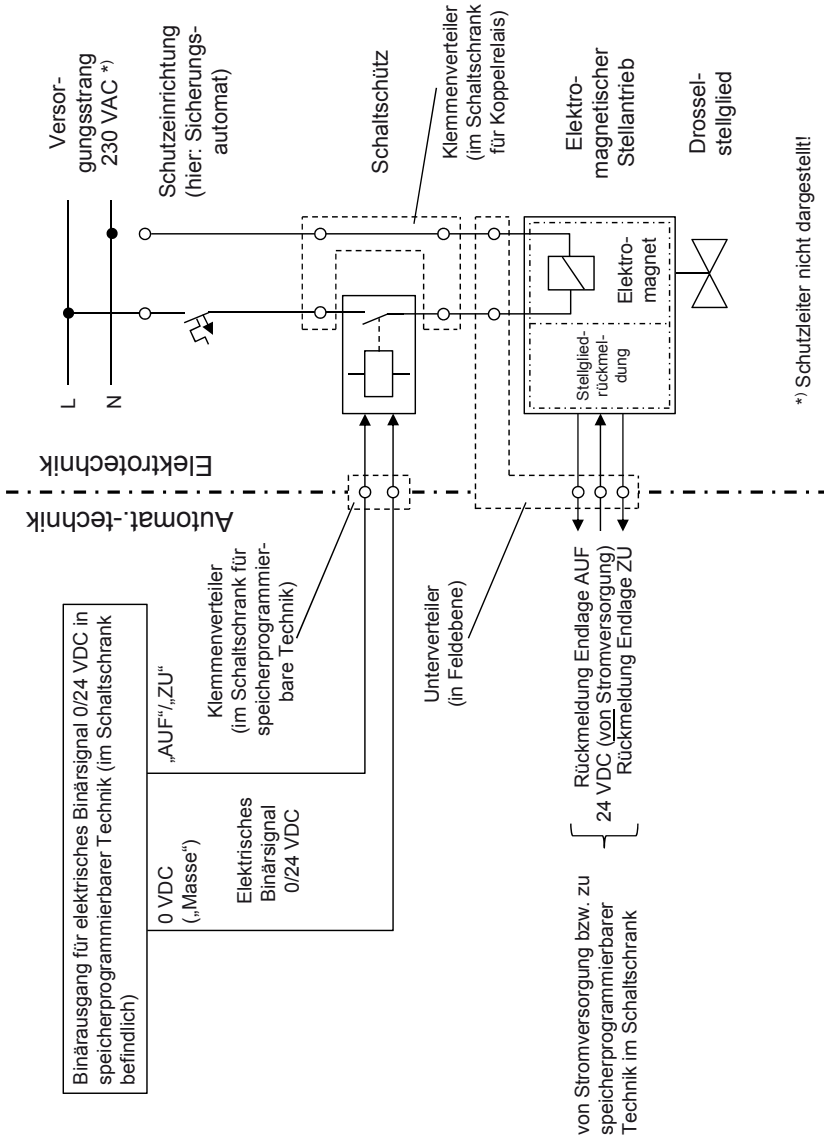 Binärausgang für elektrisches Binärsignal 0/24 VDC in
speicherprogrammierbarer Technik (im Schaltschrank
befindlich)
0 VDC
(„Masse“)
„AUF“/„ZU“
Elektrisches
Binärsignal
0/24 VDC
Klemmenverteiler
(im Schaltschrank für
speicherprogrammier-
bare Technik)
Automat.-technik
Elektrotechnik
L
N
Versor-
gungsstrang
230 VAC *)
Schutzeinrichtung
(hier: Sicherungs-
automat)
Schaltschütz
Klemmenverteiler
(im Schaltschrank
für Koppelrelais)
Unterverteiler
(in Feldebene)
Stellglied-
rückmel-
dung
Elektro-
magnet
Elektro-
magnetischer
Stellantrieb
Drossel-
stellglied
Rückmeldung Endlage AUF
24 VDC (von Stromversorgung)
Rückmeldung Endlage ZU
von Stromversorgung bzw. zu
speicherprogrammierbarer
Technik im Schaltschrank
*) Schutzleiter nicht dargestellt!